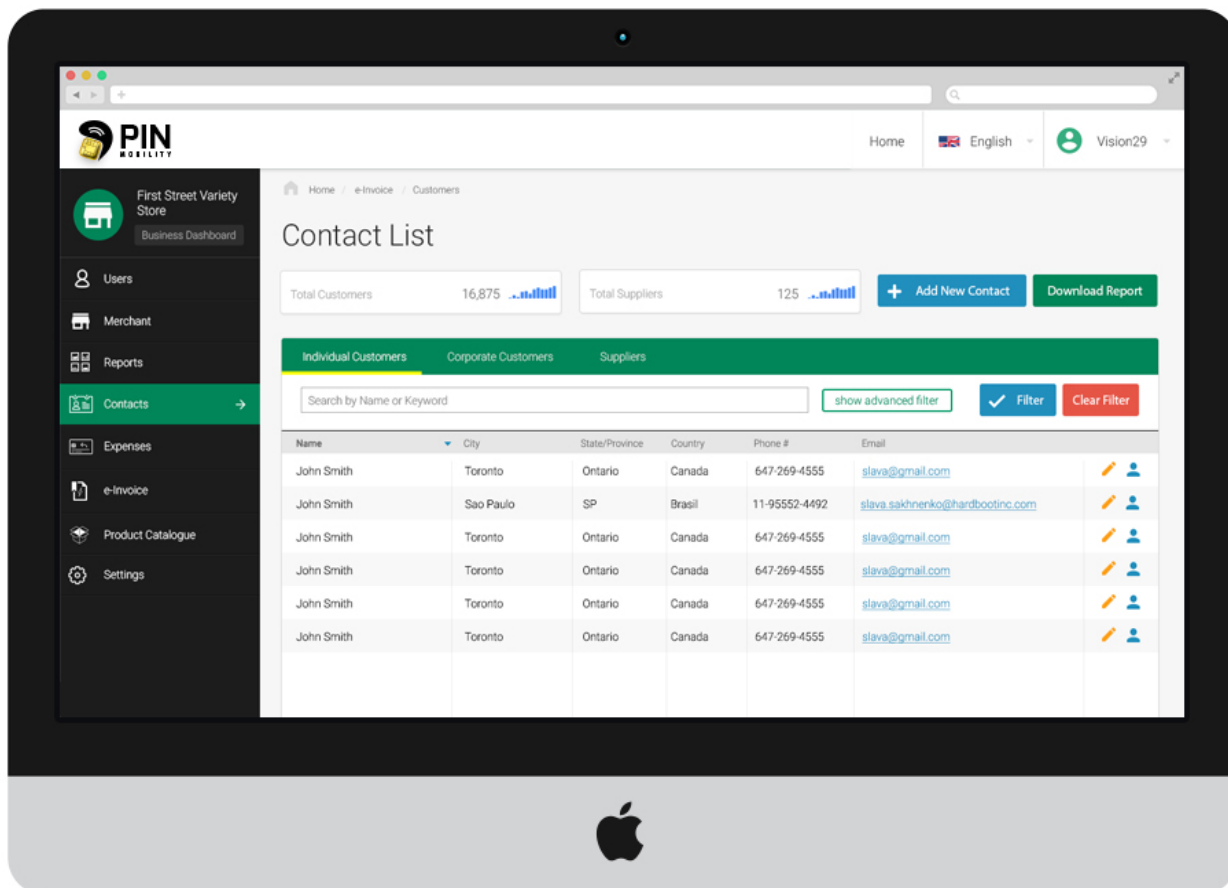 PIN
MOBILITY
Home
English
Vision29
First Street Variety
Store
Business Dashboard
Users
Merchant
Reports
Contacts
Expenses
e-Invoice
Product Catalogue
Settings
Home / e-Invoice / Customers
Contact List
Total Customers 16,875
Total Suppliers 125
+ Add New Contact
Download Report
Individual Customers Corporate Customers Suppliers
Search by Name or Keyword
show advanced filter
Filter
Clear Filter
Name City State/Province Country Phone # Email
John Smith Toronto Ontario Canada 647-269-4555 slava@gmail.com
John Smith Sao Paulo SP Brasil 11-95552-4492 slava.sakhnenko@hardbootinc.com
John Smith Toronto Ontario Canada 647-269-4555 slava@gmail.com
John Smith Toronto Ontario Canada 647-269-4555 slava@gmail.com
John Smith Toronto Ontario Canada 647-269-4555 slava@gmail.com
John Smith Toronto Ontario Canada 647-269-4555 slava@gmail.com